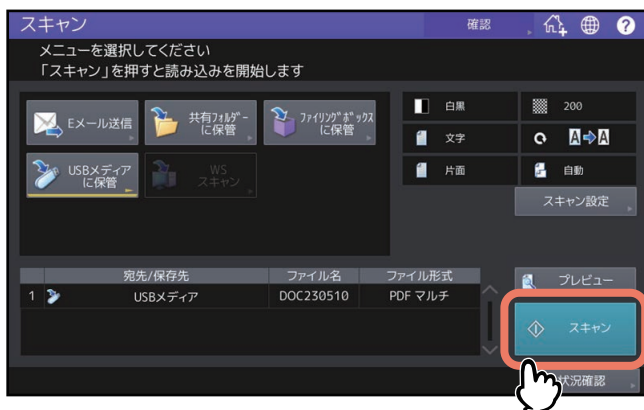 スキャン
確認
?
メニューを選択してください
「スキャン」を押すと読み込みを開始します
Eメール送信
共有フォルダー
に保管
ファイリングボックス
に保管
USBメディア
に保管
WS
スキャン
白黒
200
文字
A A
片面
自動
スキャン設定
宛先/保存先 ファイル名 ファイル形式
1 USBメディア DOC230510 PDF マルチ
プレビュー
スキャン
状況確認